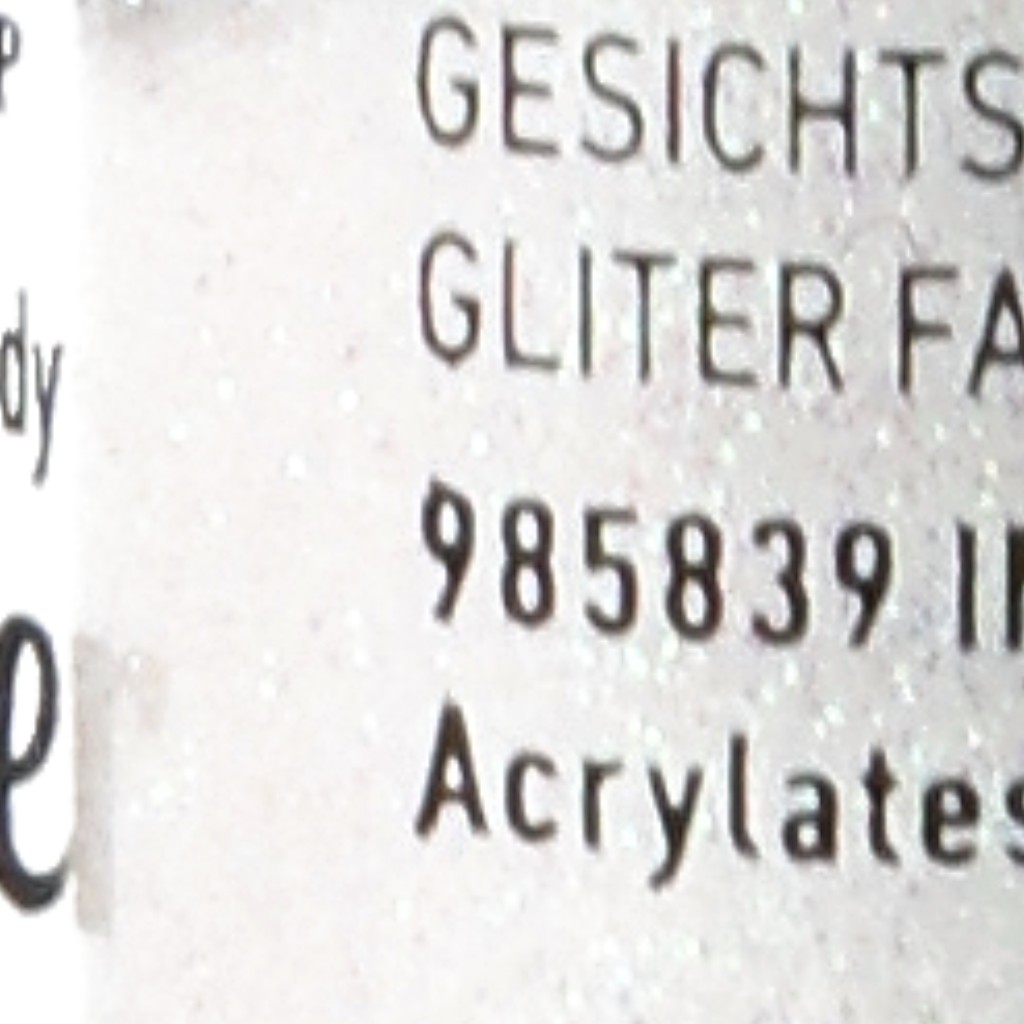 P
dy
e
GESICHTS
GLITER FA
985839 I
Acrylates